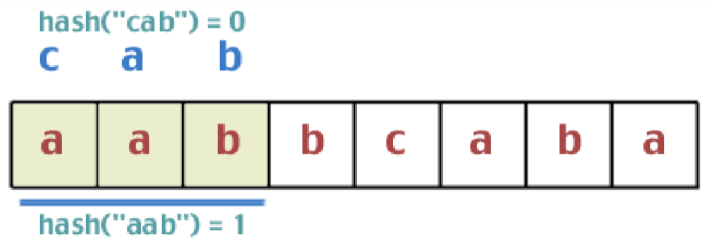 hash("cab") = 0
c a b
a a b b c a b a
hash("aab") = 1